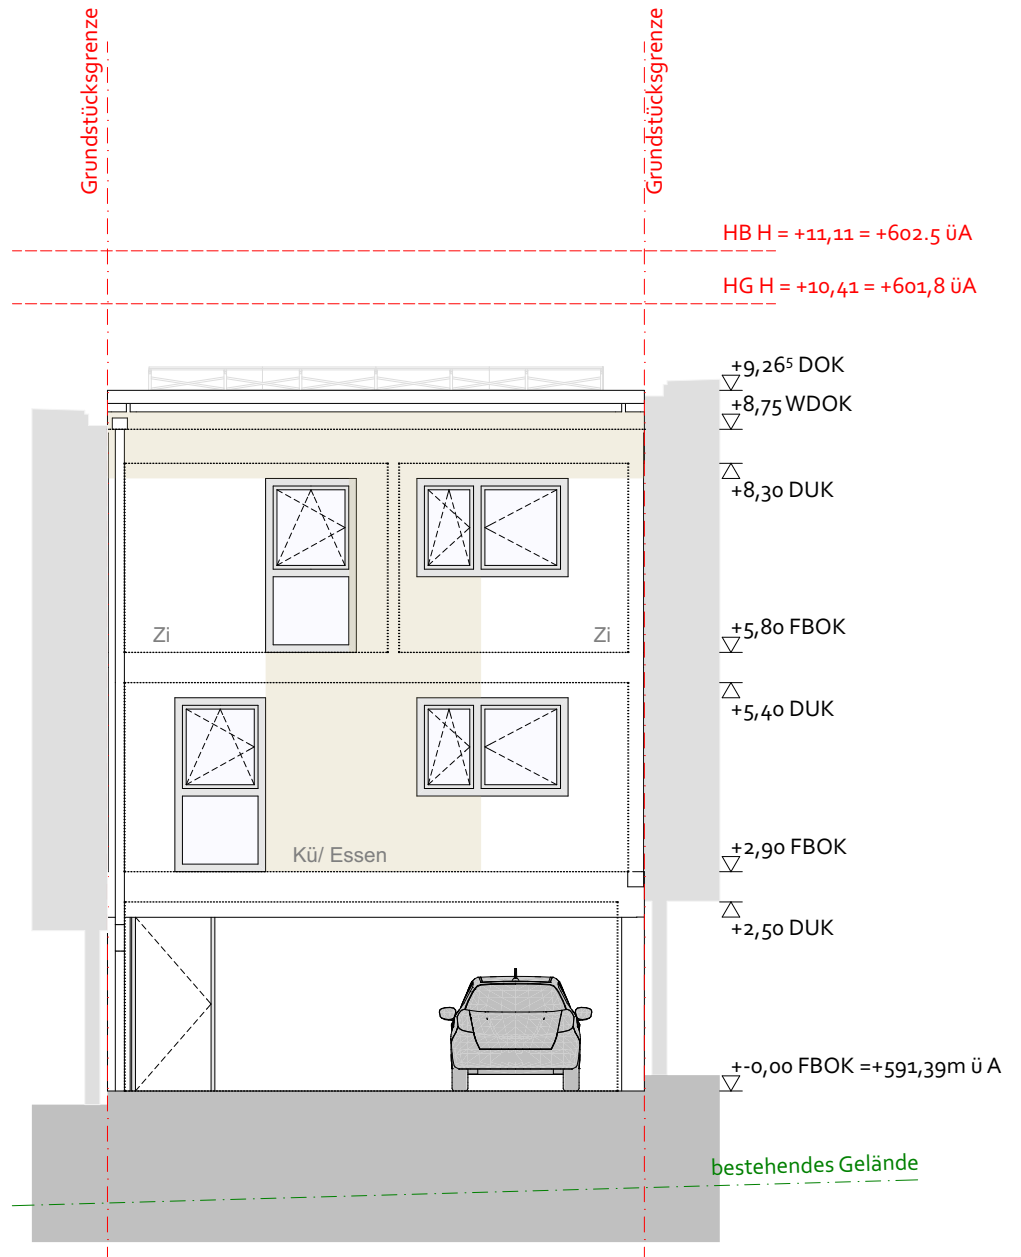 Grundstücksgrenze
Grundstücksgrenze
HB H = +11,11 = +602.5 üA
HG H = +10,41 = +601,8 üA
+9,26⁵ DOK
+8,75 WDOK
+8,30 DUK
+5,80 FBOK
Zi
Zi
+5,40 DUK
+2,90 FBOK
Kü/ Essen
+2,50 DUK
+-0,00 FBOK =+591,39m ü A
bestehendes Gelände